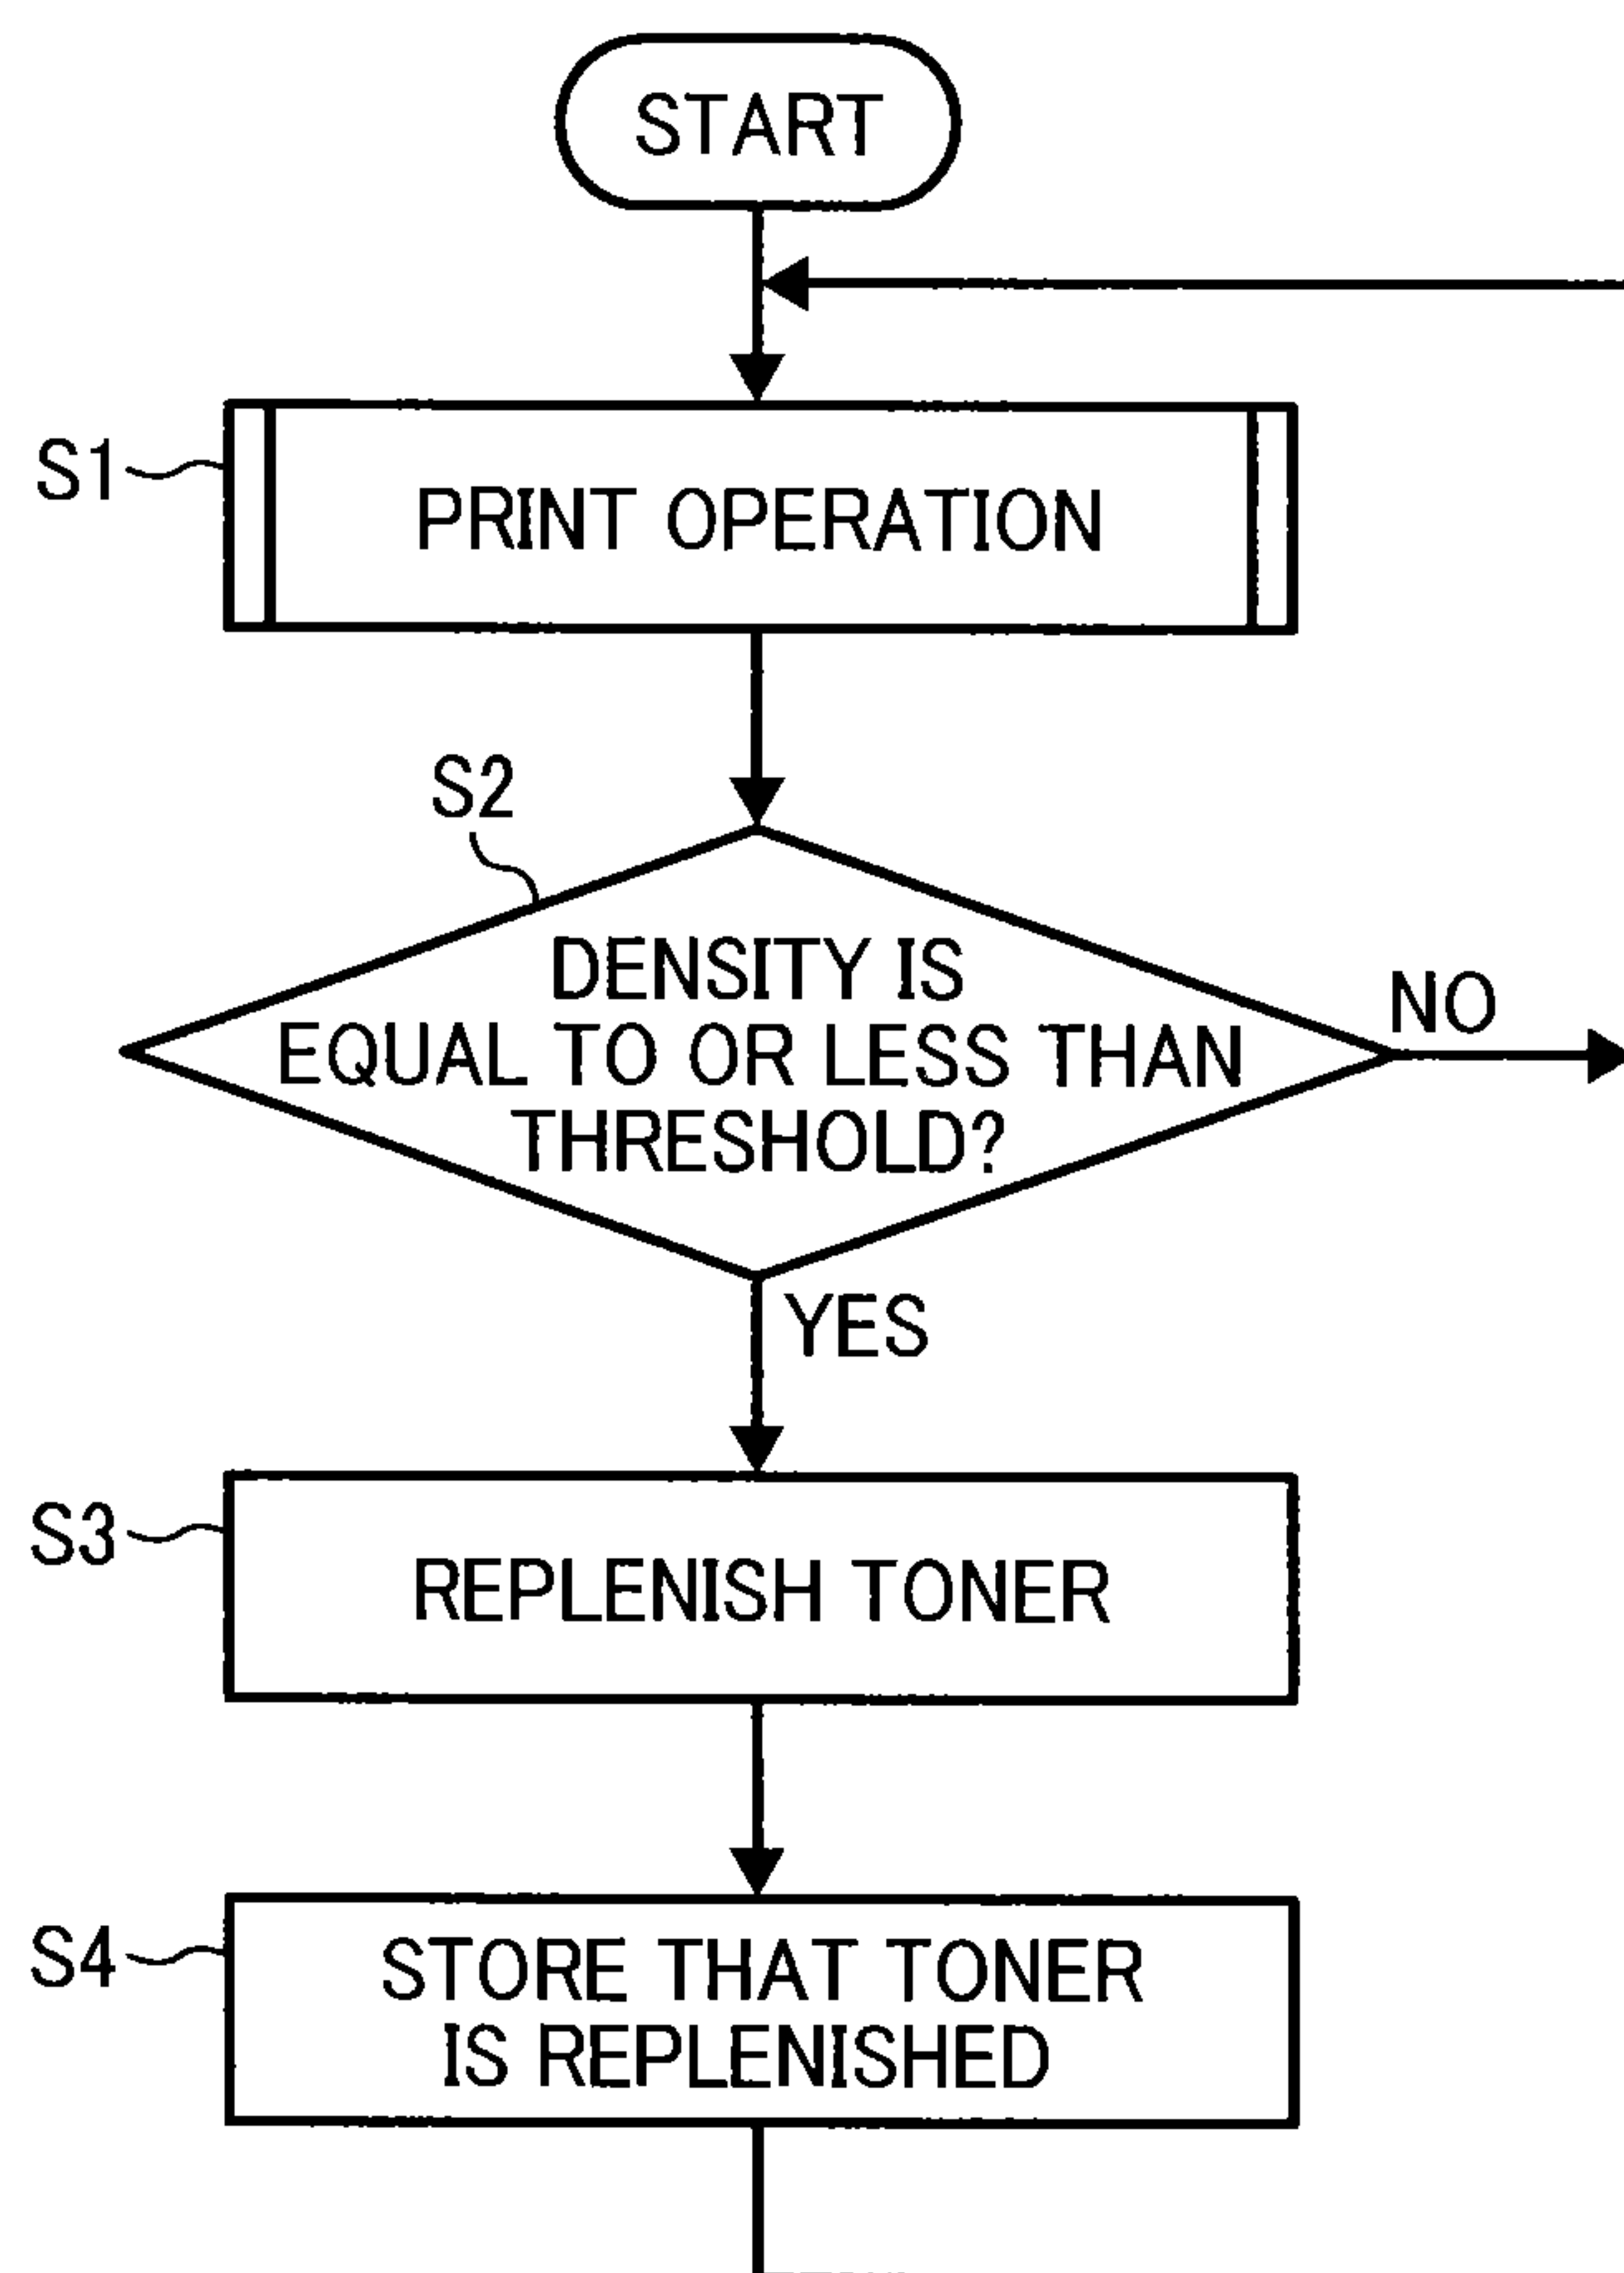 START
S1
PRINT OPERATION
S2
DENSITY IS
EQUAL TO OR LESS THAN
THRESHOLD?
NO
YES
S3
REPLENISH TONER
S4
STORE THAT TONER
IS REPLENISHED